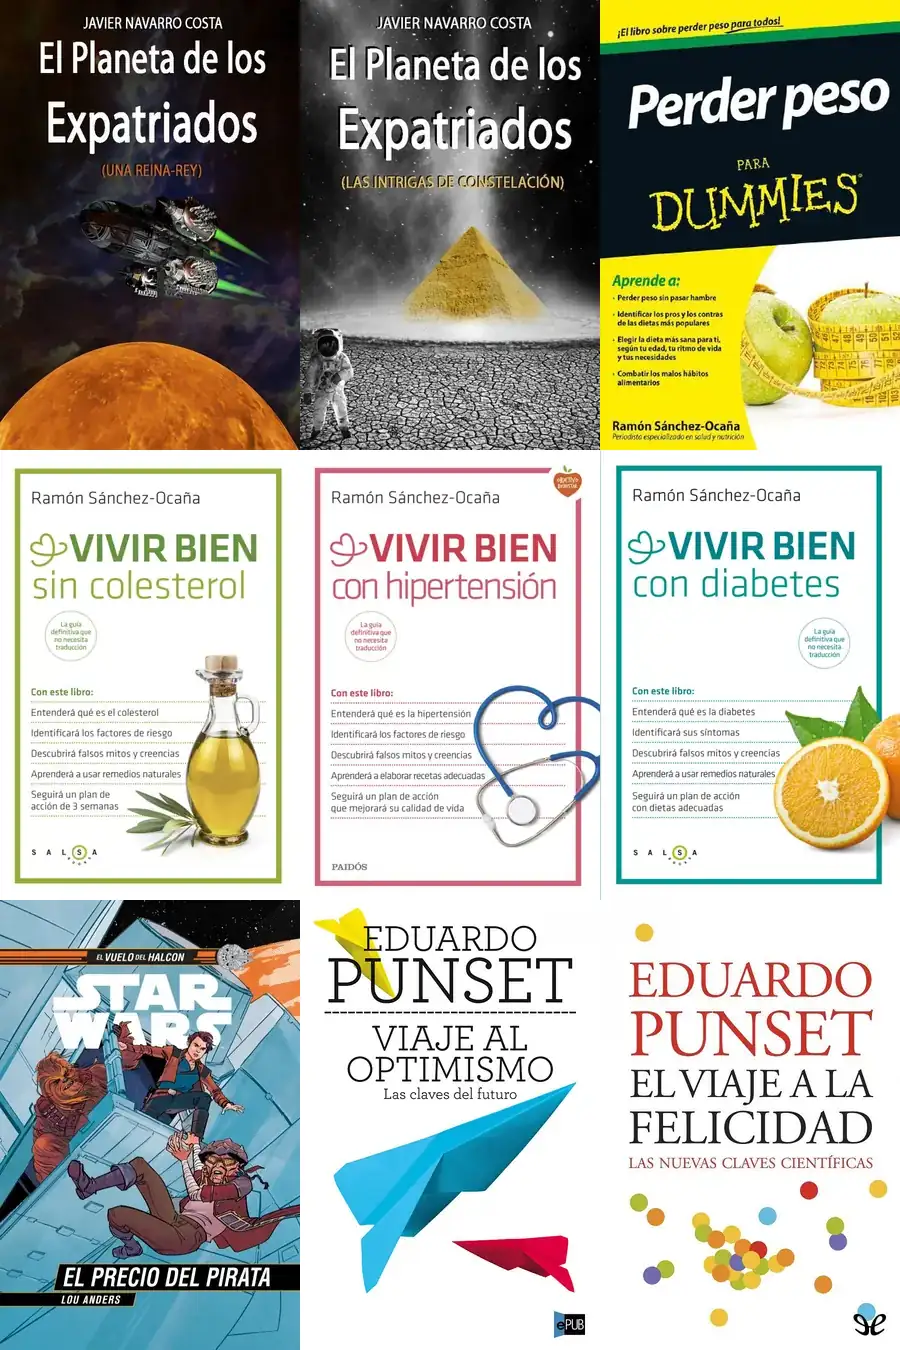 JAVIER NAVARRO COSTA
El Planeta de los
Expatriados
(UNA REINA-REY)
JAVIER NAVARRO COSTA
El Planeta de los
Expatriados
(LAS INTRIGAS DE CONSTELACIÓN)
¡El libro sobre perder peso para todos!
Perder peso
PARA
DUMMIES
Aprende a:
• Perder peso sin pasar hambre
• Identificar los pros y los contras
de las dietas más populares
• Elegir la dieta más sana para ti,
según tu edad, tu ritmo de vida
y tus necesidades
• Combatir los malos hábitos
alimentarios
Ramón Sánchez-Ocaña
Periodista especializado en salud y nutrición
Ramón Sánchez-Ocaña
VIVIR BIEN
sin colesterol
La guía
definitiva que
no necesita
traducción
Con este libro:
Entenderá qué es el colesterol
Identificará los factores de riesgo
Descubrirá falsos mitos y creencias
Aprenderá a usar remedios naturales
Seguirá un plan de
acción de 3 semanas
SALSA
Ramón Sánchez-Ocaña
VIVIR BIEN
con hipertensión
La guía
definitiva que
no necesita
traducción
Con este libro:
Entenderá qué es la hipertensión
Identificará los factores de riesgo
Descubrirá falsos mitos y creencias
Aprenderá a elaborar recetas adecuadas
Seguirá un plan de acción
que mejorará su calidad de vida
PAIDÓS
Ramón Sánchez-Ocaña
VIVIR BIEN
con diabetes
La guía
definitiva que
no necesita
traducción
Con este libro:
Entenderá qué es la diabetes
Identificará sus síntomas
Descubrirá falsos mitos y creencias
Aprenderá a usar remedios naturales
Seguirá un plan de acción
con dietas adecuadas
SALSA
EL VUELO DEL HALCON
STAR
WARS
EL PRECIO DEL PIRATA
LOU ANDERS
EDUARDO
PUNSET
VIAJE AL
OPTIMISMO
Las claves del futuro
ePUB
EDUARDO
PUNSET
EL VIAJE A LA
FELICIDAD
LAS NUEVAS CLAVES CIENTÍFICAS